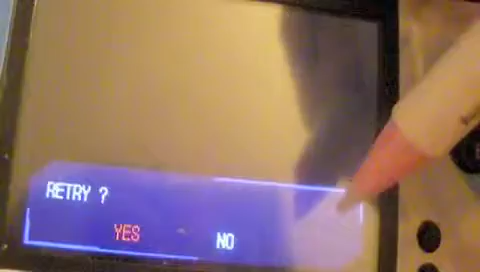 RETRY ?
YES NO